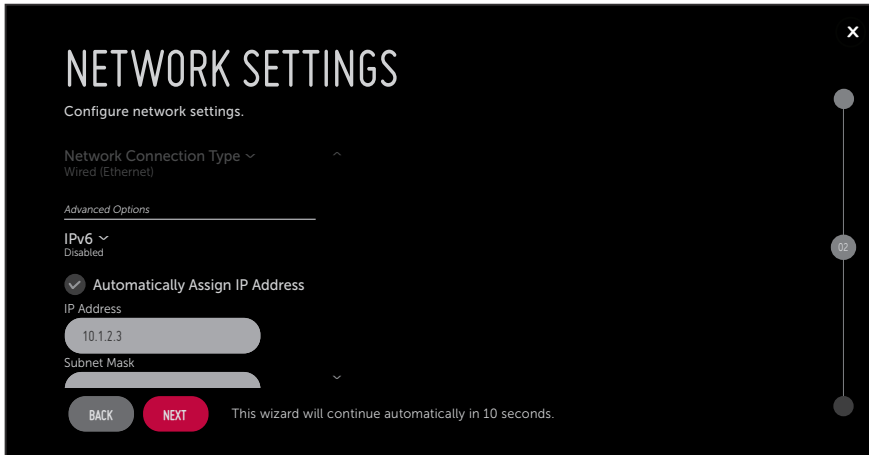 X
NETWORK SETTINGS
Configure network settings.
Network Connection Type
Wired (Ethernet)
Advanced Options
IPv6
Disabled
02
Automatically Assign IP Address
IP Address
10.1.2.3
Subnet Mask
BACK NEXT This wizard will continue automatically in 10 seconds.